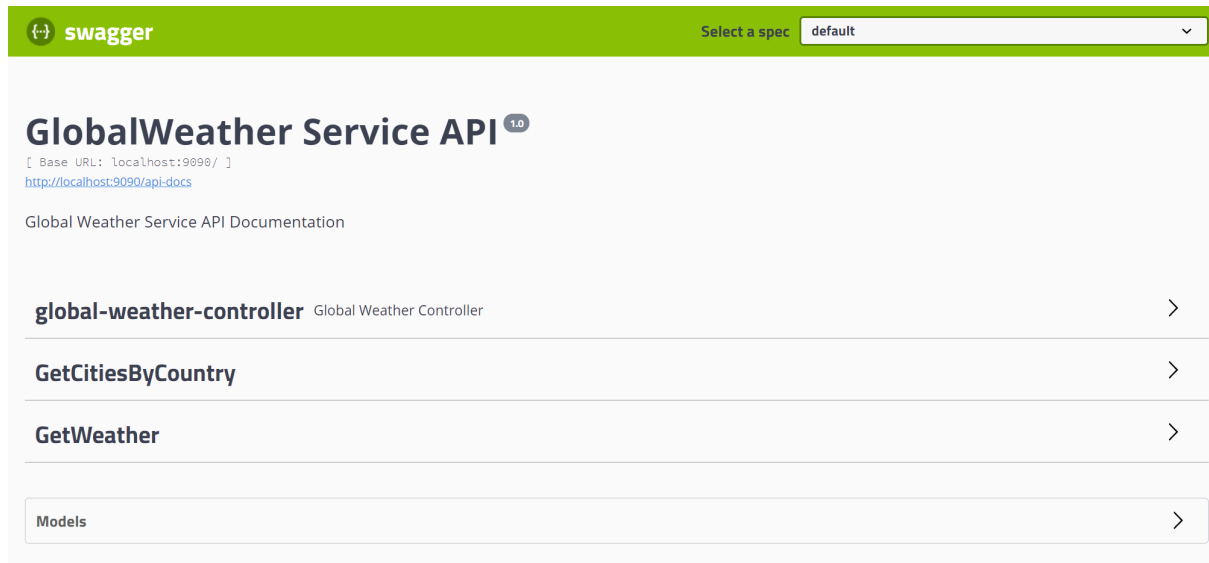 {···} swagger Select a spec default
GlobalWeather Service API 1.0
[ Base URL: localhost:9090/ ]
http://localhost:9090/api-docs
Global Weather Service API Documentation
global-weather-controller Global Weather Controller
GetCitiesByCountry
GetWeather
Models